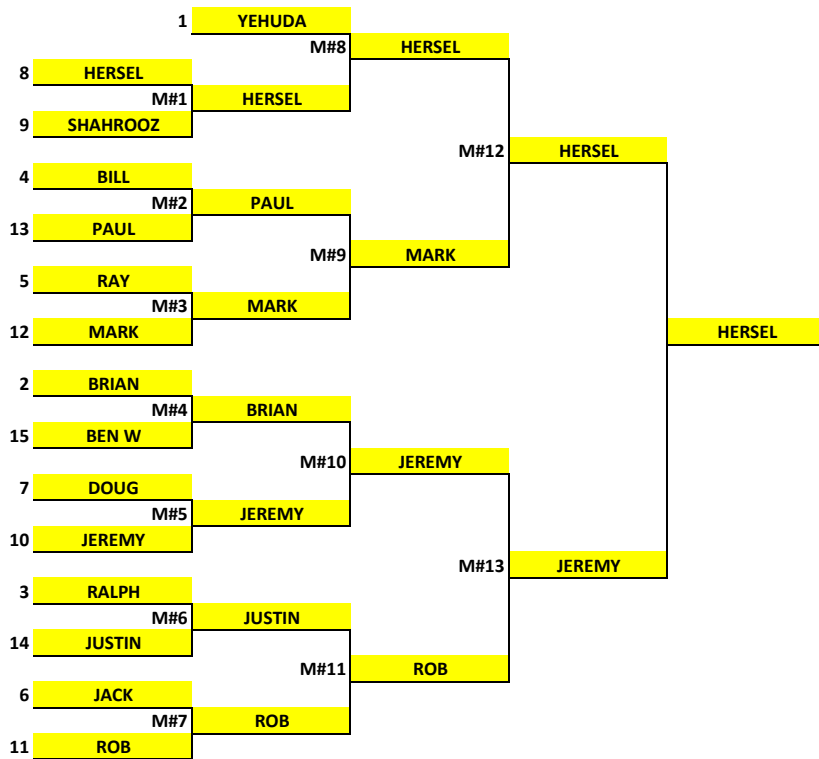 1 YEHUDA
M#8 HERSEL
8 HERSEL
M#1 HERSEL
9 SHAHROOZ
M#12 HERSEL
4 BILL
M#2 PAUL
13 PAUL
M#9 MARK
5 RAY
M#3 MARK
12 MARK
HERSEL
2 BRIAN
M#4 BRIAN
15 BEN W
M#10 JEREMY
7 DOUG
M#5 JEREMY
10 JEREMY
M#13 JEREMY
3 RALPH
M#6 JUSTIN
14 JUSTIN
M#11 ROB
6 JACK
M#7 ROB
11 ROB